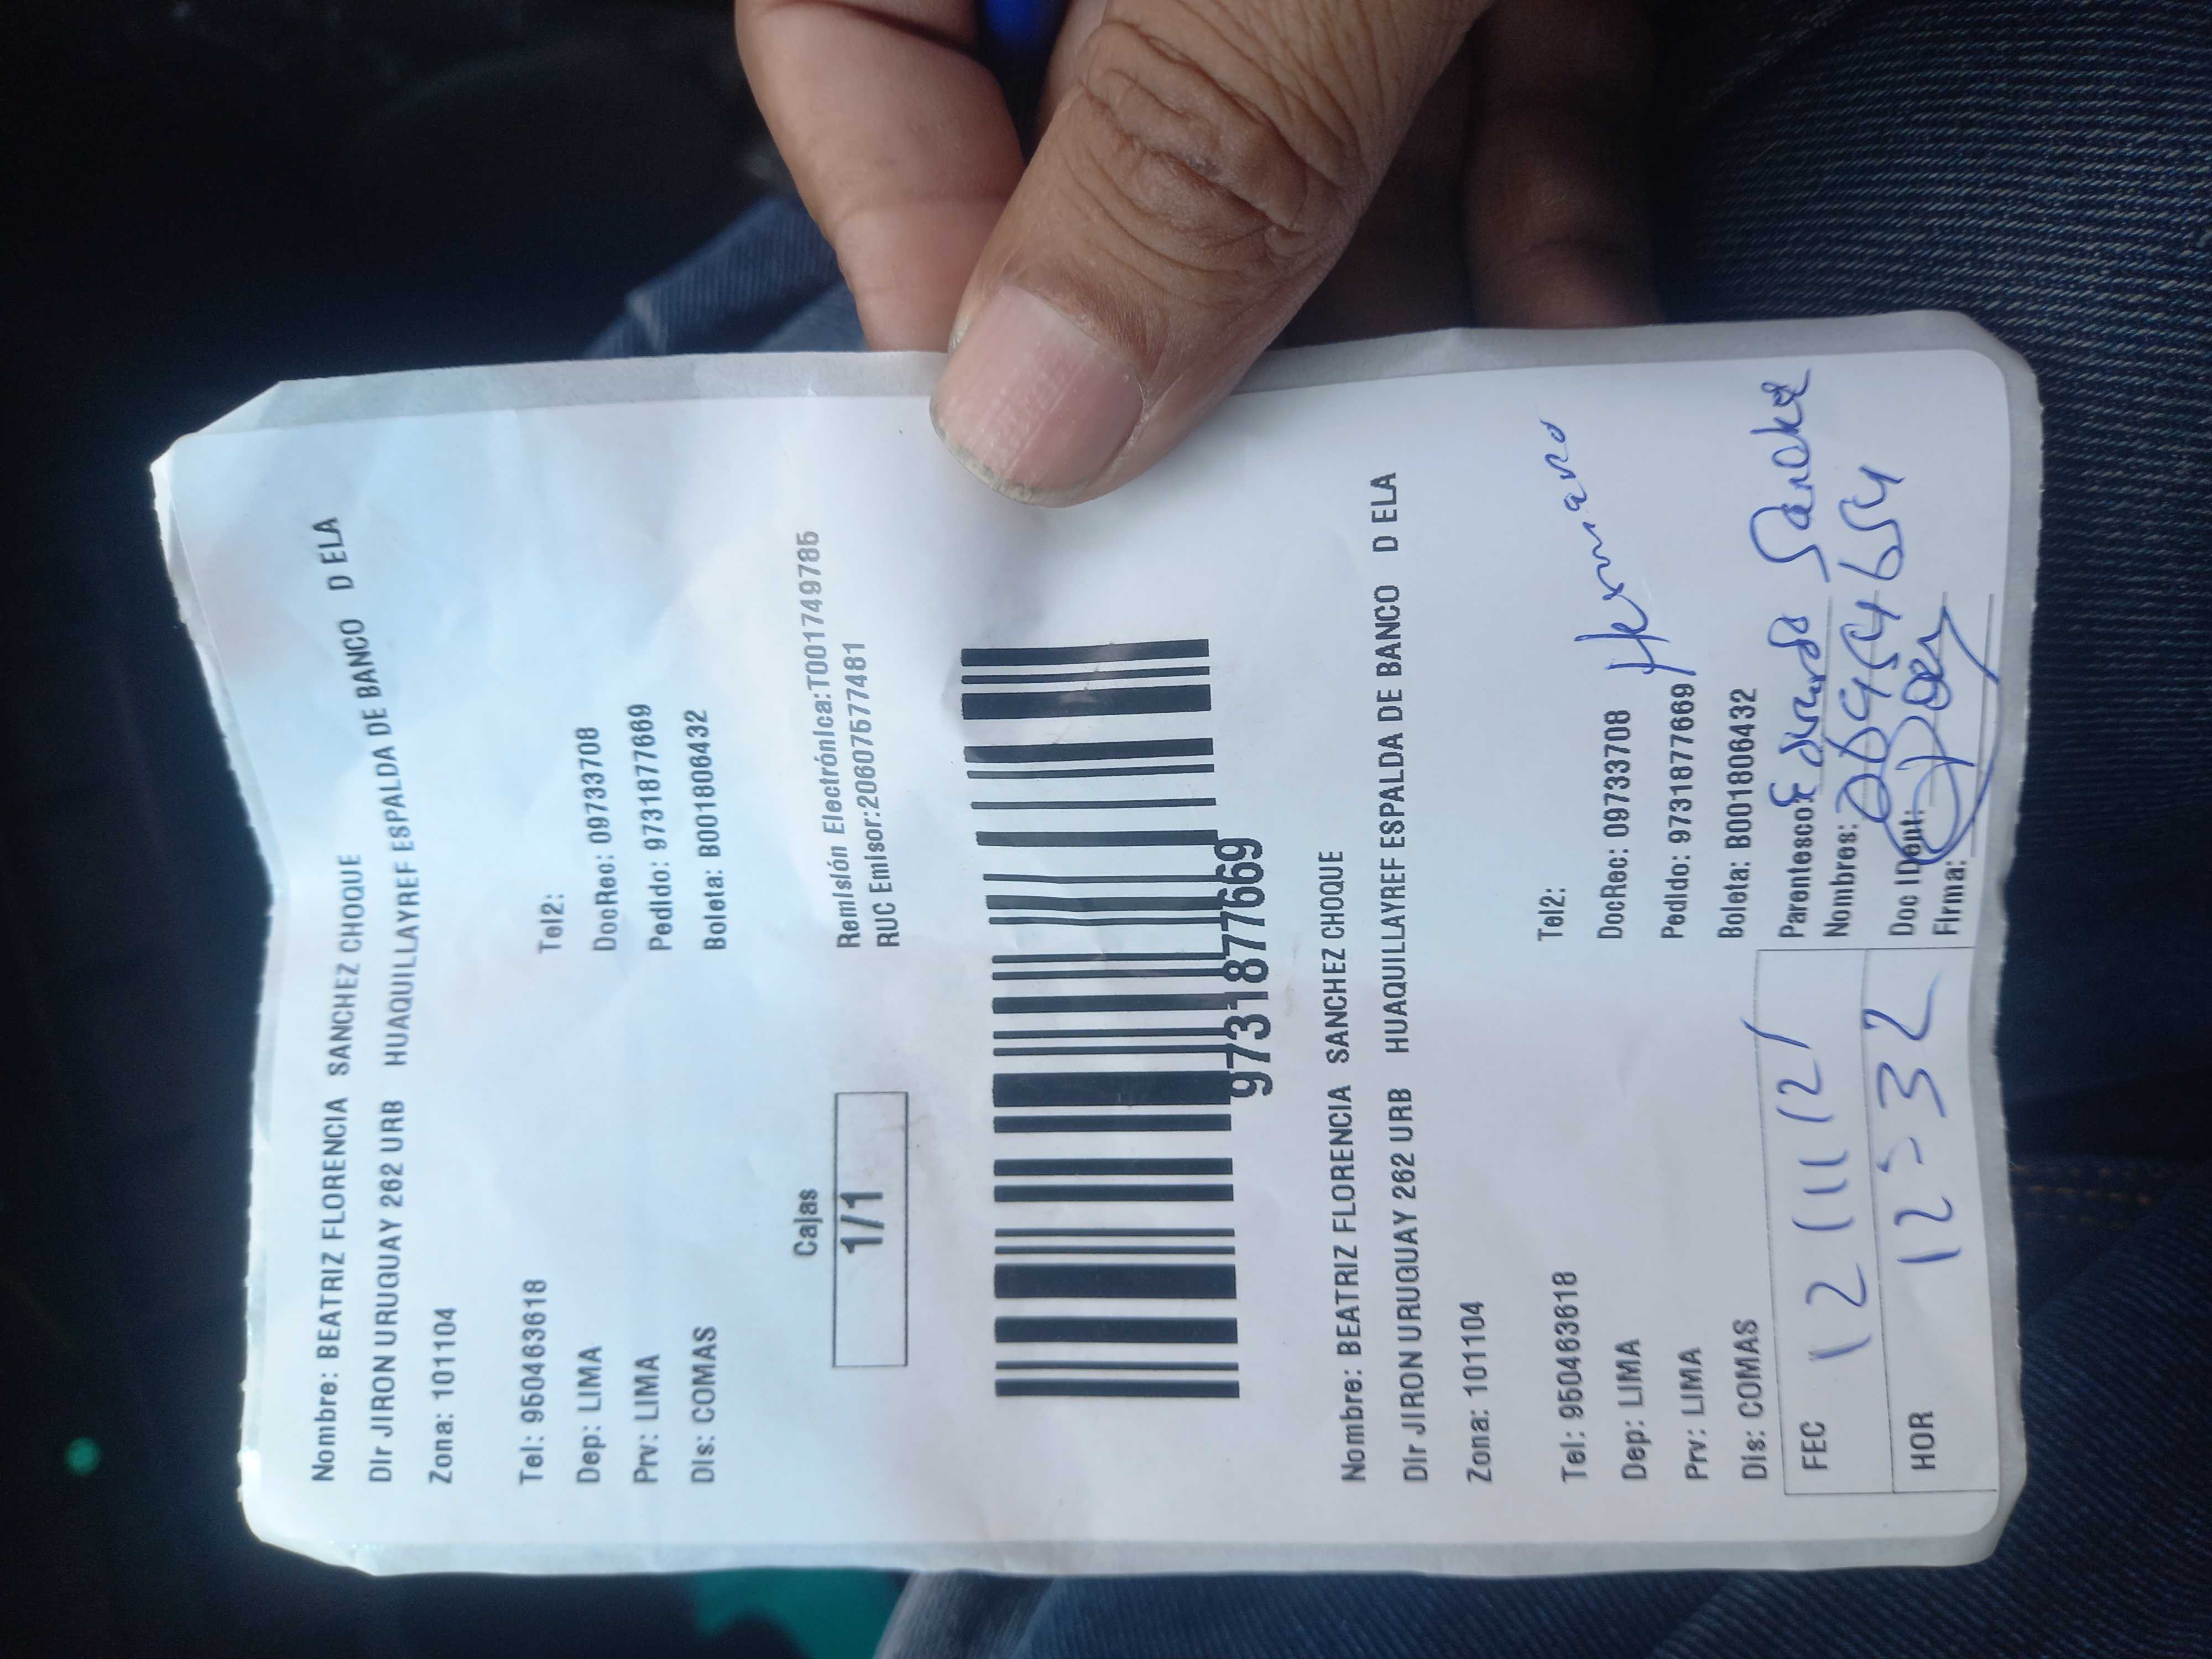 Nombre: BEATRIZ FLORENCIA SANCHEZ CHOQUE
Dir JIRON URUGUAY 262 URB HUAQUILLAYREF ESPALDA DE BANCO D ELA
Zona: 101104
Tel: 950463618 Tel2:
Dep: LIMA DocRec: 09733708
Prv: LIMA Pedido: 9731877669
Dis: COMAS Boleta: B001806432
Cajas
1/1
Remisión Electrónica:T001749785
RUC Emisor:20607577481
9731877669
Nombre: BEATRIZ FLORENCIA SANCHEZ CHOQUE
Dir JIRON URUGUAY 262 URB HUAQUILLAYREF ESPALDA DE BANCO D ELA
Zona: 101104
Tel: 950463618 Tel2:
Dep: LIMA DocRec: 09733708
Hermano
Prv: LIMA Pedido: 9731877669
Dis: COMAS Boleta: B001806432
FEC 12/11/21
Parentesco:
Nombres:
HOR 12:32
Doc IDent:
Firma: